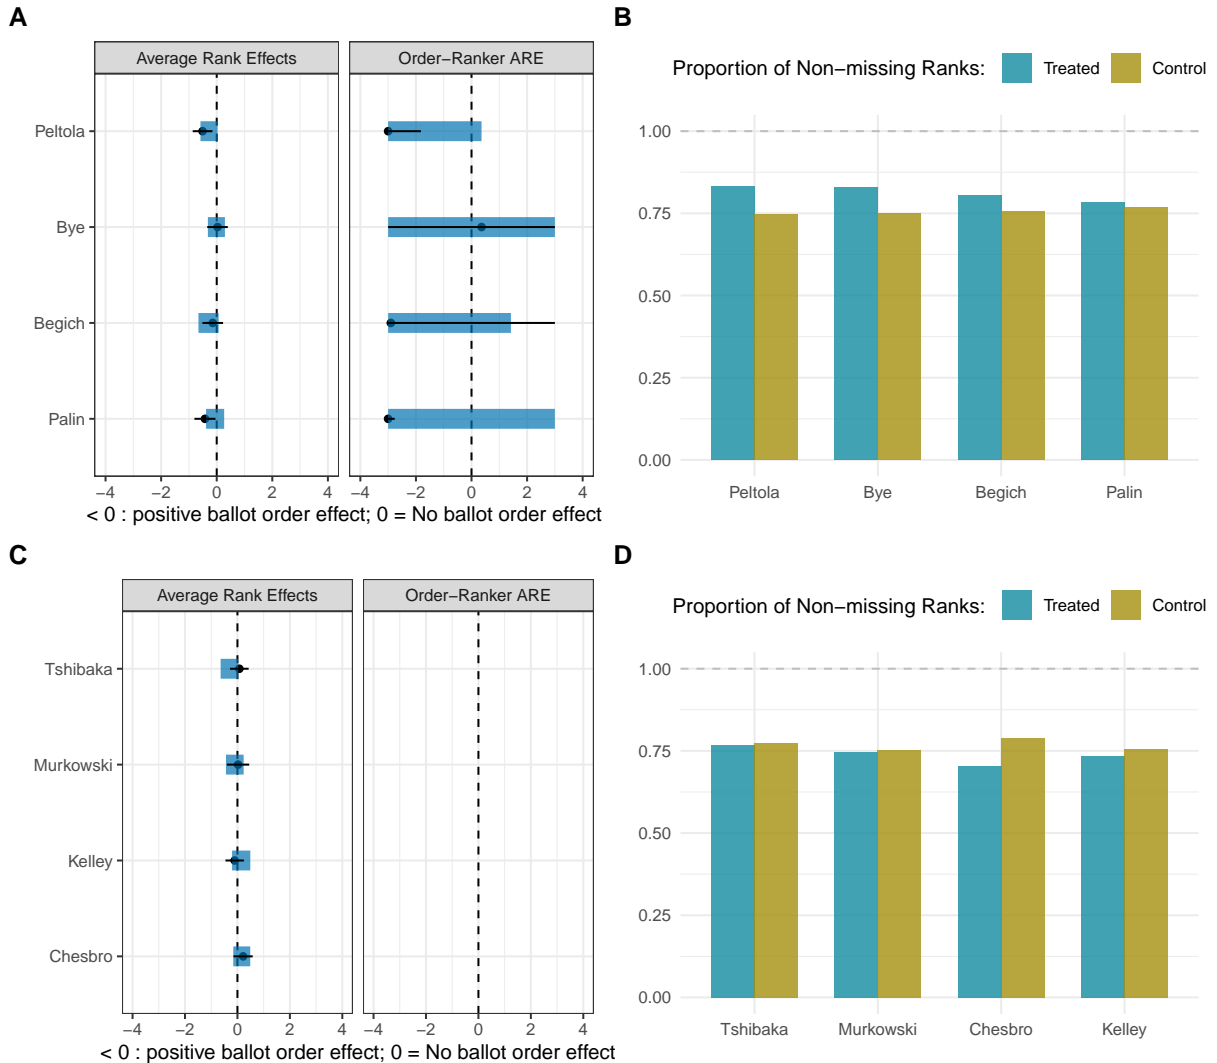 A
Average Rank Effects
Order−Ranker ARE
Peltola
Bye
Begich
Palin
−4 −2 0 2 4
−4 −2 0 2 4
< 0 : positive ballot order effect; 0 = No ballot order effect
B
Proportion of Non−missing Ranks: Treated Control
1.00
0.75
0.50
0.25
0.00
Peltola Bye Begich Palin
C
Average Rank Effects
Order−Ranker ARE
Tshibaka
Murkowski
Kelley
Chesbro
−4 −2 0 2 4
−4 −2 0 2 4
< 0 : positive ballot order effect; 0 = No ballot order effect
D
Proportion of Non−missing Ranks: Treated Control
1.00
0.75
0.50
0.25
0.00
Tshibaka Murkowski Chesbro Kelley